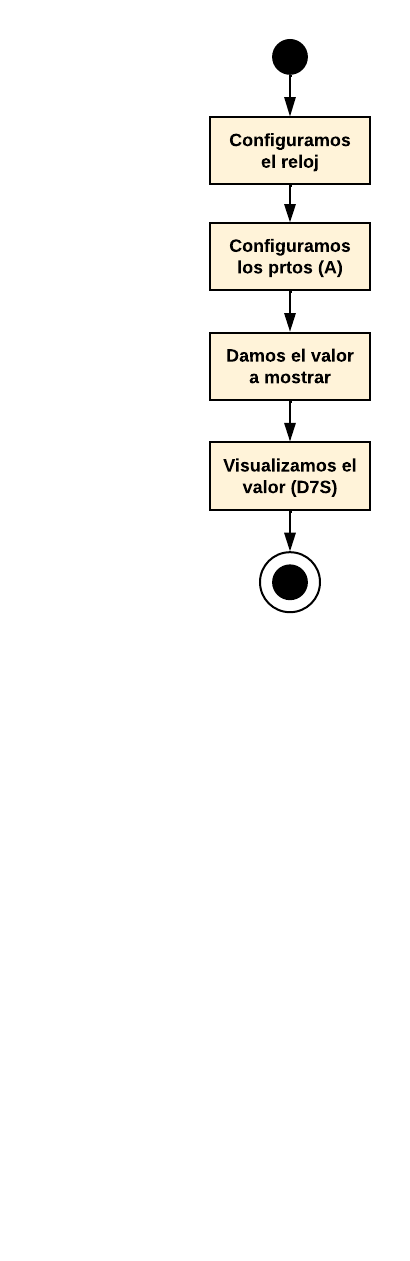 Configuramos
el reloj
Configuramos
los prtos (A)
Damos el valor
a mostrar
Visualizamos el
valor (D7S)